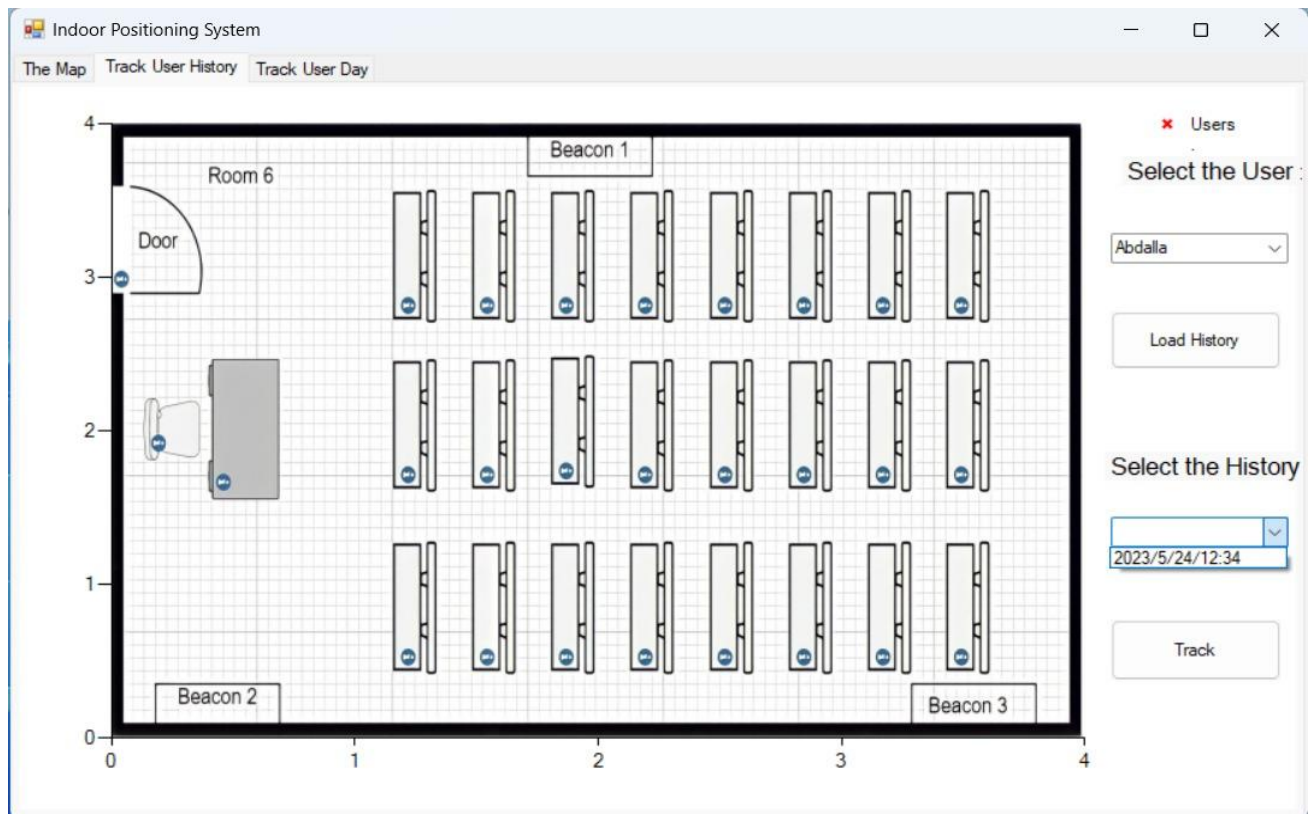 Indoor Positioning System
The Map Track User History Track User Day
4
3
2
1
0
0 1 2 3 4
Beacon 1
Room 6
Door
Beacon 2
Beacon 3
Users
Select the User :
Abdalla
Load History
Select the History
2023/5/24/12:34
Track